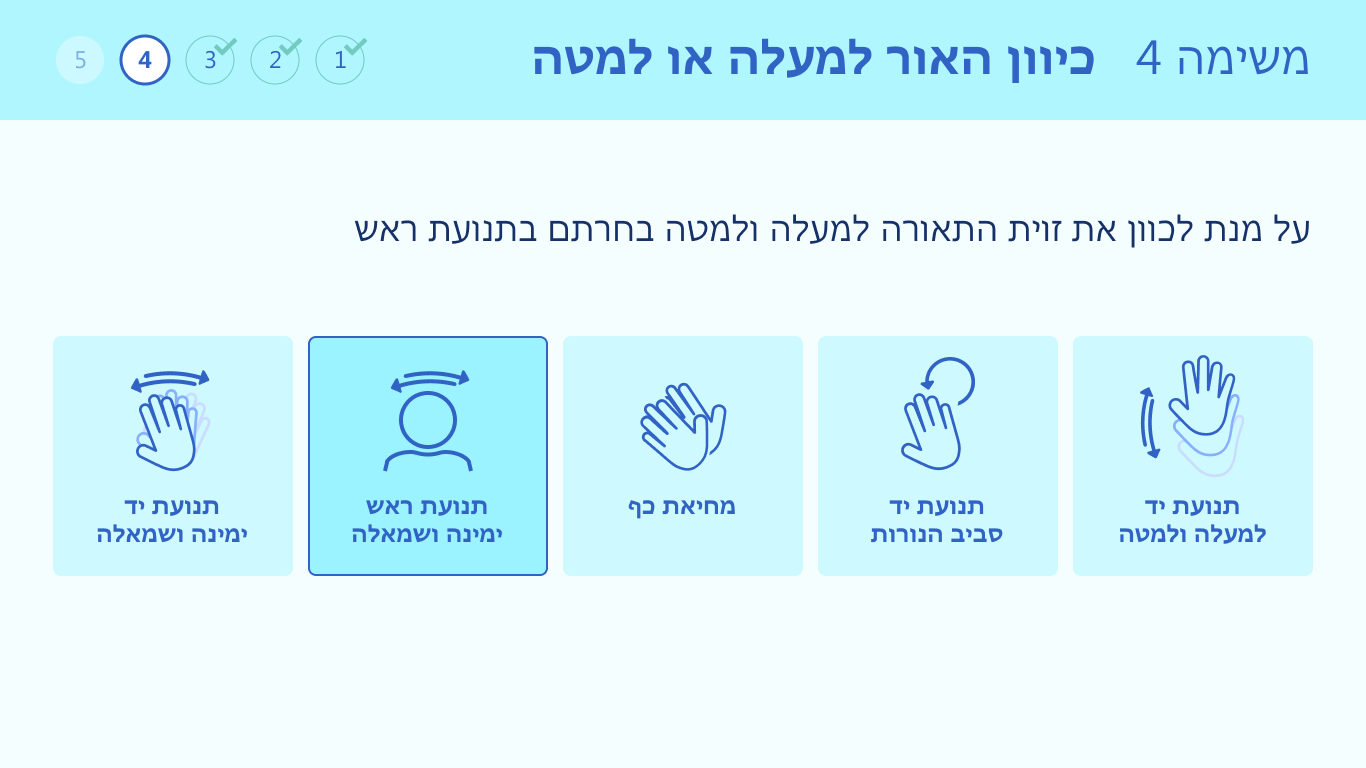 משימה 4 כיוון האור למעלה או למטה
1 2 3 4 5
על מנת לכוון את זוית התאורה למעלה ולמטה בחרתם בתנועת ראש
תנועת יד
למעלה ולמטה
תנועת יד
סביב הנורות
מחיאת כף
תנועת ראש
ימינה ושמאלה
תנועת יד
ימינה ושמאלה